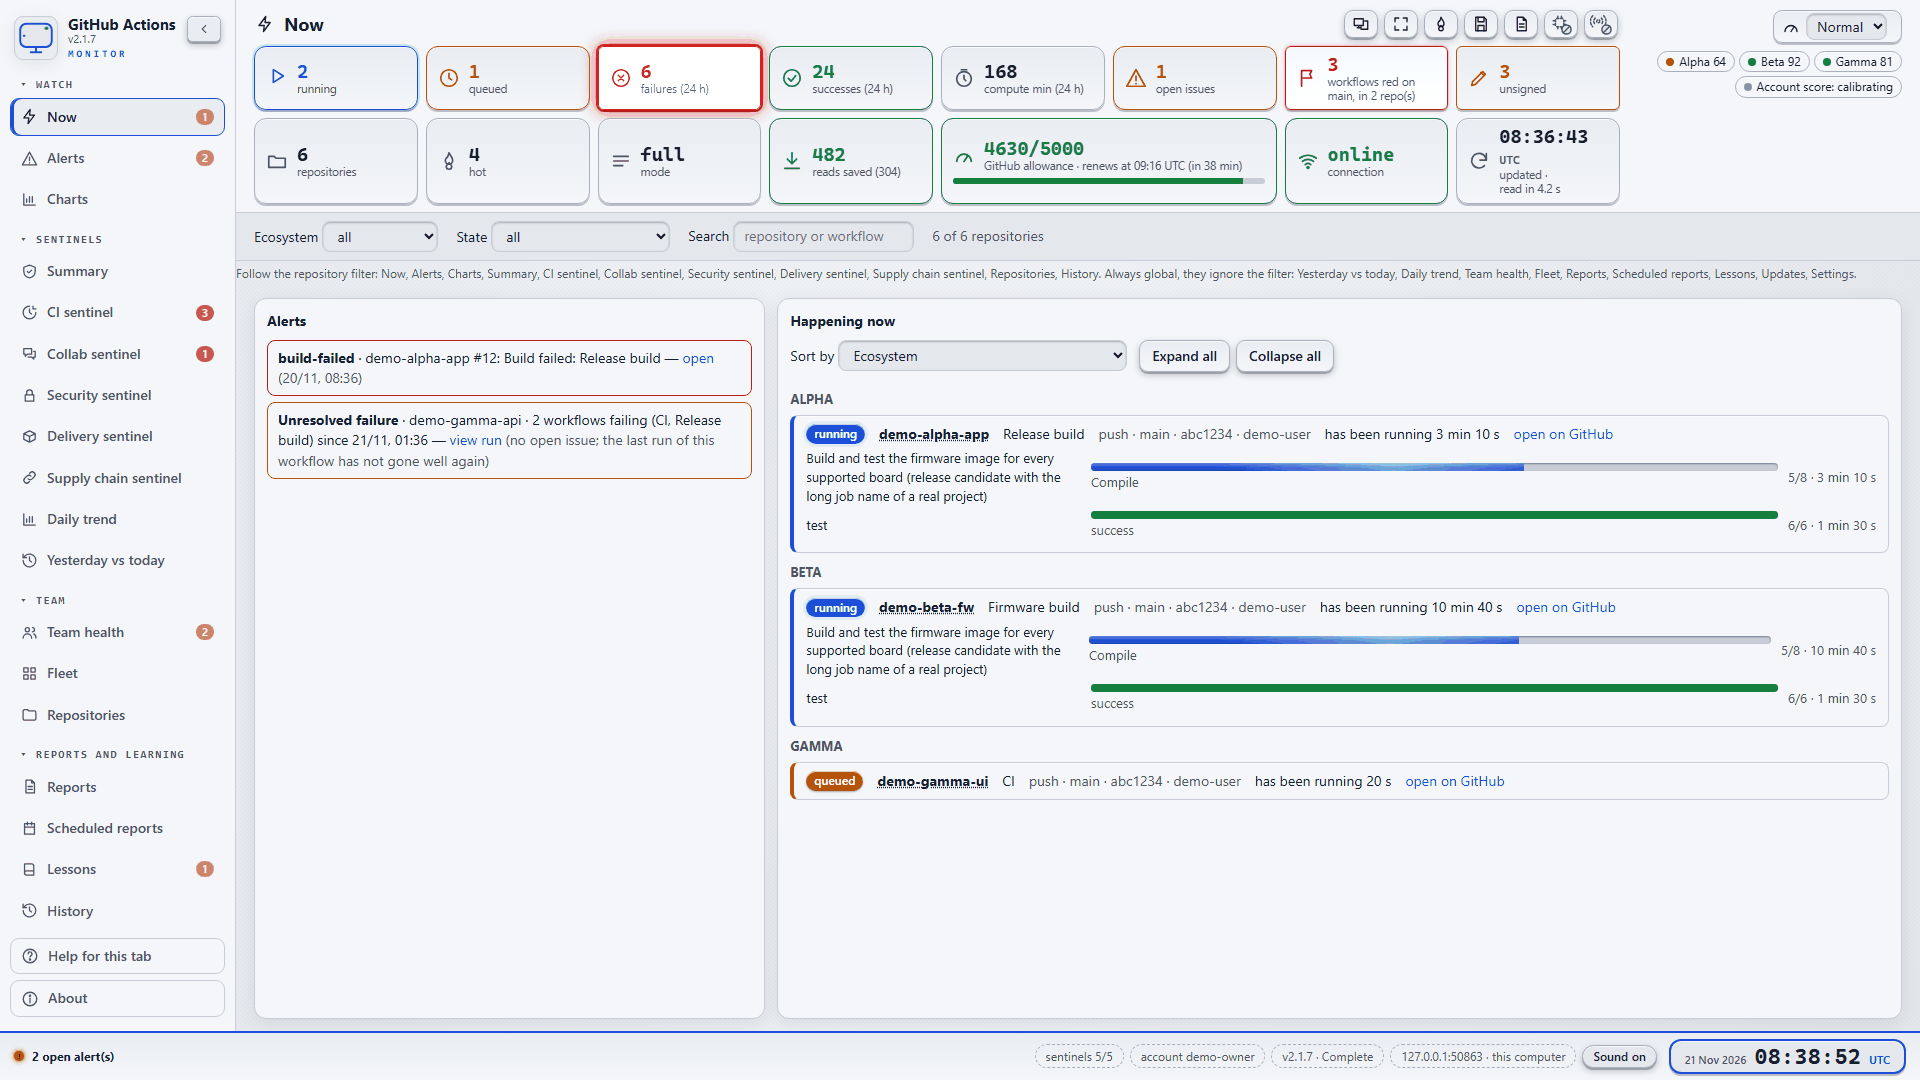 GitHub Actions
v2.1.7
MONITOR
WATCH
Now 1
Alerts 2
Charts
SENTINELS
Summary
CI sentinel 3
Collab sentinel 1
Security sentinel
Delivery sentinel
Supply chain sentinel
Daily trend
Yesterday vs today
TEAM
Team health 2
Fleet
Repositories
REPORTS AND LEARNING
Reports
Scheduled reports
Lessons 1
History
Help for this tab
About
Now
Normal
2
running
1
queued
6
failures (24 h)
24
successes (24 h)
168
compute min (24 h)
1
open issues
3
workflows red on
main, in 2 repo(s)
3
unsigned
Alpha 64
Beta 92
Gamma 81
Account score: calibrating
6
repositories
4
hot
full
mode
482
reads saved (304)
4630/5000
GitHub allowance · renews at 09:16 UTC (in 38 min)
online
connection
08:36:43
UTC
updated ·
read in 4.2 s
Ecosystem all State all Search repository or workflow 6 of 6 repositories
Follow the repository filter: Now, Alerts, Charts, Summary, CI sentinel, Collab sentinel, Security sentinel, Delivery sentinel, Supply chain sentinel, Repositories, History. Always global, they ignore the filter: Yesterday vs today, Daily trend, Team health, Fleet, Reports, Scheduled reports, Lessons, Updates, Settings.
Alerts
build-failed · demo-alpha-app #12: Build failed: Release build — open
(20/11, 08:36)
Unresolved failure · demo-gamma-api · 2 workflows failing (CI, Release
build) since 21/11, 01:36 — view run (no open issue; the last run of this
workflow has not gone well again)
Happening now
Sort by Ecosystem Expand all Collapse all
ALPHA
running demo-alpha-app Release build push · main · abc1234 · demo-user has been running 3 min 10 s open on GitHub
Build and test the firmware image for every
supported board (release candidate with the
long job name of a real project)
Compile
5/8 · 3 min 10 s
test
success
6/6 · 1 min 30 s
BETA
running demo-beta-fw Firmware build push · main · abc1234 · demo-user has been running 10 min 40 s open on GitHub
Build and test the firmware image for every
supported board (release candidate with the
long job name of a real project)
Compile
5/8 · 10 min 40 s
test
success
6/6 · 1 min 30 s
GAMMA
queued demo-gamma-ui CI push · main · abc1234 · demo-user has been running 20 s open on GitHub
2 open alert(s)
sentinels 5/5
account demo-owner
v2.1.7 · Complete
127.0.0.1:50863 · this computer
Sound on
21 Nov 2026 08:38:52 UTC